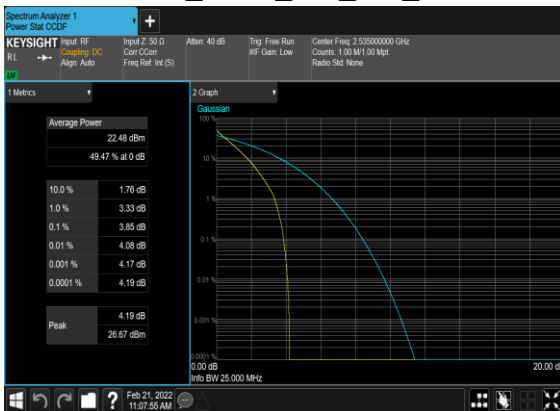 Spectrum Analyzer 1
Power Stat CCDF
+
KEYSIGHT
RL
Input: RF
Coupling: DC
Align: Auto
Input Z: 50 Ω
Corr CCorr
Freq Ref: Int (S)
Atten: 40 dB
Trig: Free Run
#IF Gain: Low
Center Freq: 2.535000000 GHz
Counts: 1.00 M/1.00 Mpt
Radio Std: None
LV
1 Metrics
Average Power
22.48 dBm
49.47 % at 0 dB
10.0 % 1.76 dB
1.0 % 3.33 dB
0.1 % 3.85 dB
0.01 % 4.08 dB
0.001 % 4.17 dB
0.0001 % 4.19 dB
Peak
4.19 dB
26.67 dBm
2 Graph
Gaussian
100 %
10 %
1 %
0.1 %
0.01 %
0.001 %
0.0001 %
0.00 dB
20.00 d
Info BW 25.000 MHz
?
Feb 21, 2022
11:07:55 AM